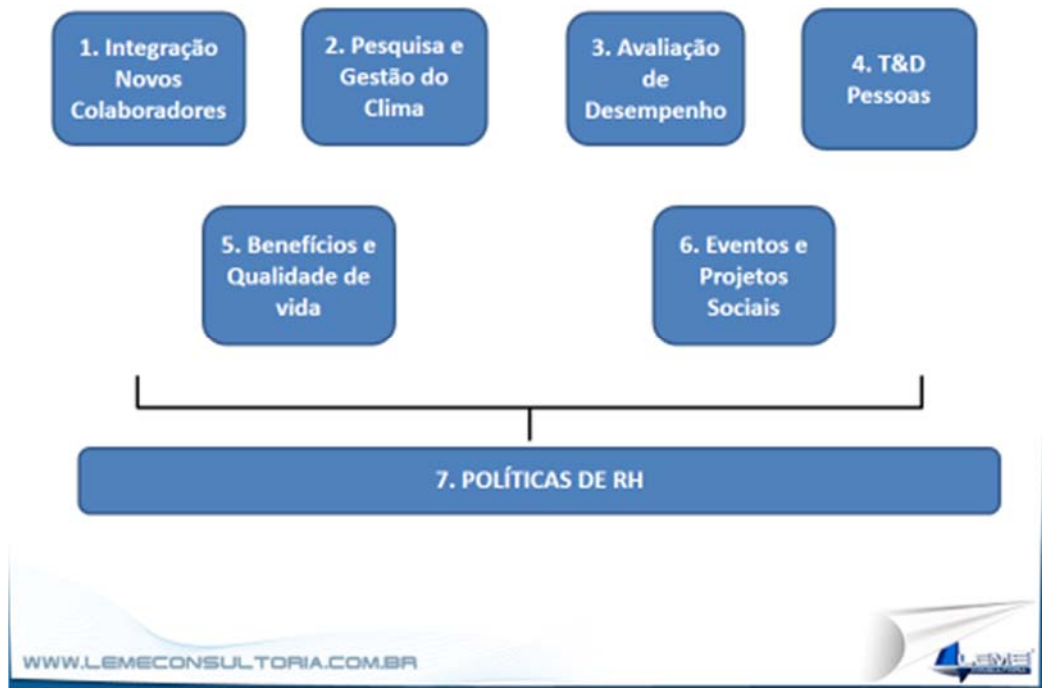 1. Integração
Novos
Colaboradores
2. Pesquisa e
Gestão do
Clima
3. Avaliação
de
Desempenho
4. T&D
Pessoas
5. Benefícios e
Qualidade de
vida
6. Eventos e
Projetos
Sociais
7. POLÍTICAS DE RH
WWW.LEMECONSULTORIA.COM.BR
LEME